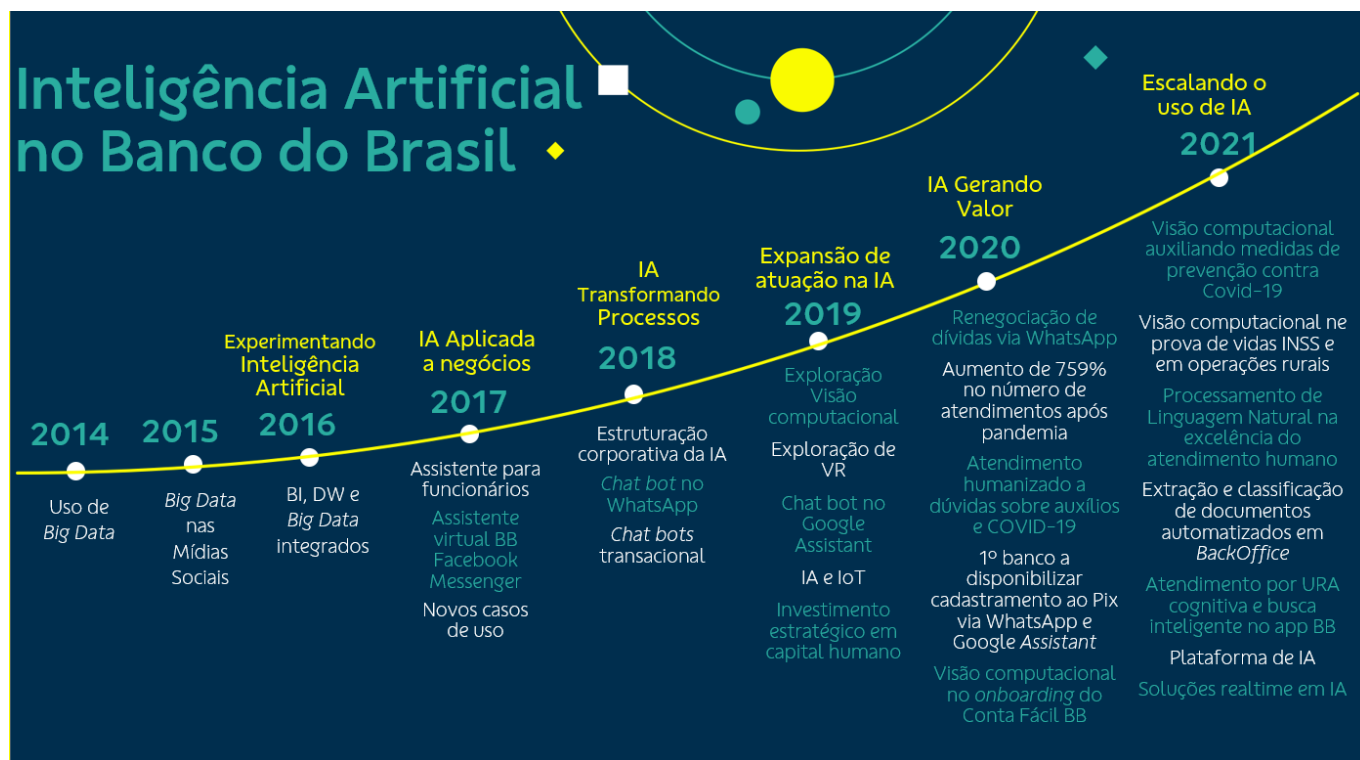 Inteligência Artificial
no Banco do Brasil
2014
Uso de
Big Data
2015
Big Data
nas
Mídias
Sociais
Experimentando
Inteligência
Artificial
2016
BI, DW e
Big Data
integrados
IA Aplicada
a negócios
2017
Assistente para
funcionários
Assistente
virtual BB
Facebook
Messenger
Novos casos
de uso
IA
Transformando
Processos
2018
Estruturação
corporativa da IA
Chat bot no
WhatsApp
Chat bots
transacional
Expansão de
atuação na IA
2019
Exploração
Visão
computacional
Exploração de
VR
Chat bot no
Google
Assistant
IA e IoT
Investimento
estratégico em
capital humano
IA Gerando
Valor
2020
Renegociação de
dívidas via WhatsApp
Aumento de 759%
no número de
atendimentos após
pandemia
Atendimento
humanizado a
dúvidas sobre auxílios
e COVID-19
1º banco a
disponibilizar
cadastramento ao Pix
via WhatsApp e
Google Assistant
Visão computacional
no onboarding do
Conta Fácil BB
Escalando o
uso de IA
2021
Visão computacional
auxiliando medidas de
prevenção contra
Covid-19
Visão computacional ne
prova de vidas INSS e
em operações rurais
Processamento de
Linguagem Natural na
excelência do
atendimento humano
Extração e classificação
de documentos
automatizados em
BackOffice
Atendimento por URA
cognitiva e busca
inteligente no app BB
Plataforma de IA
Soluções realtime em IA